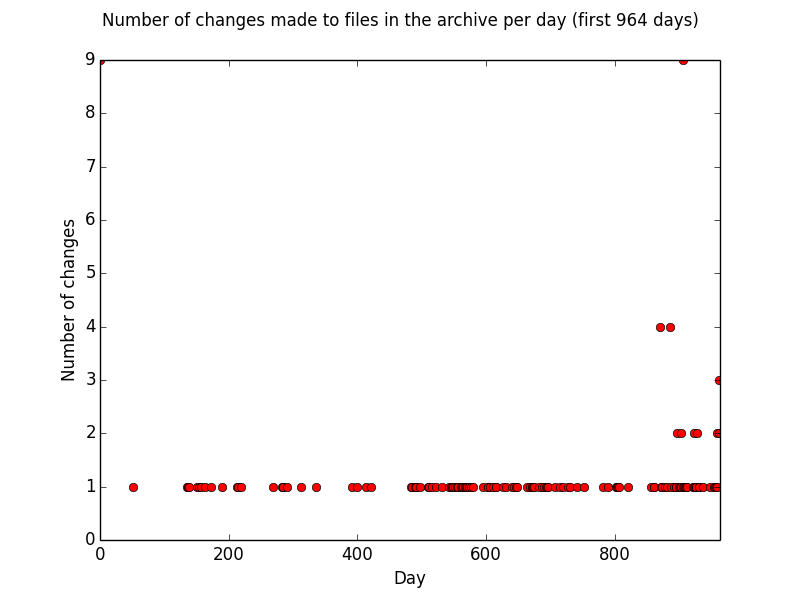 Number of changes made to files in the archive per day (first 964 days)
9
8
7
6
5
4
3
2
1
0
Number of changes
0 200 400 600 800
Day